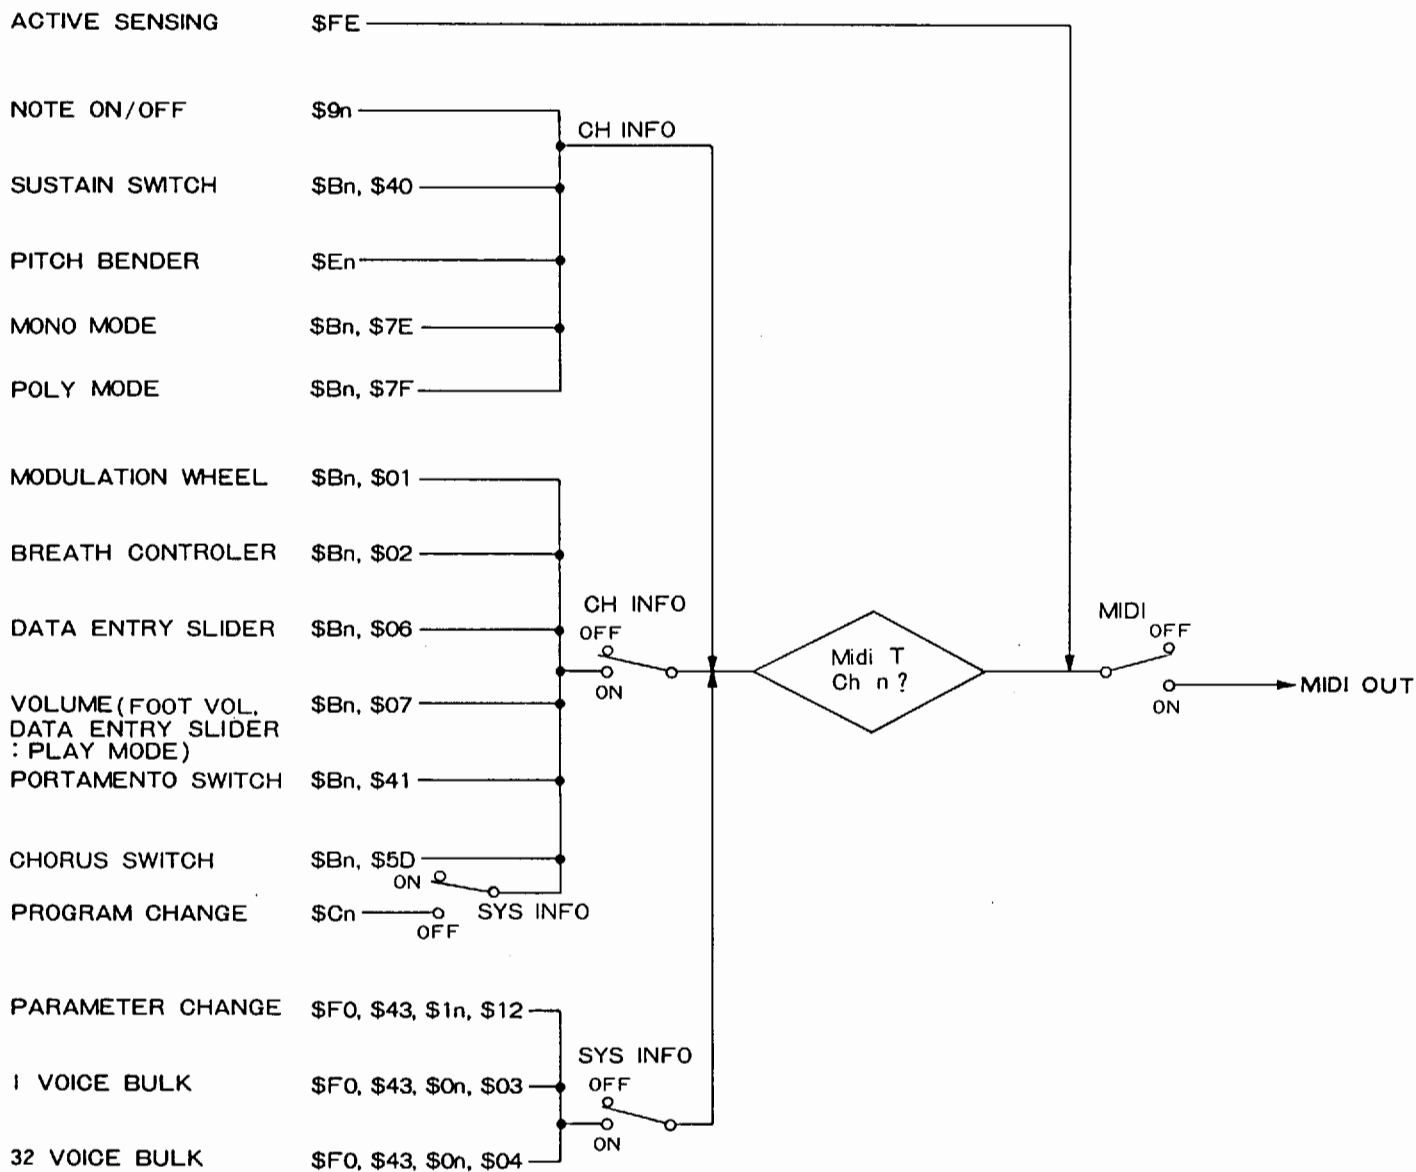 ACTIVE SENSING $FE
NOTE ON/OFF $9n
CH INFO
SUSTAIN SWITCH $Bn, $40
PITCH BENDER $En
MONO MODE $Bn, $7E
POLY MODE $Bn, $7F
MODULATION WHEEL $Bn, $01
BREATH CONTROLER $Bn, $02
CH INFO
DATA ENTRY SLIDER $Bn, $06
OFF
ON
MIDI
OFF
ON
Midi T
Ch n?
MIDI OUT
VOLUME(FOOT VOL, $Bn, $07
DATA ENTRY SLIDER
: PLAY MODE)
PORTAMENTO SWITCH $Bn, $41
CHORUS SWITCH $Bn, $5D
ON
SYS INFO
PROGRAM CHANGE $Cn
OFF
PARAMETER CHANGE $F0, $43, $1n, $12
SYS INFO
OFF
1 VOICE BULK $F0, $43, $0n, $03
ON
32 VOICE BULK $F0, $43, $0n, $04